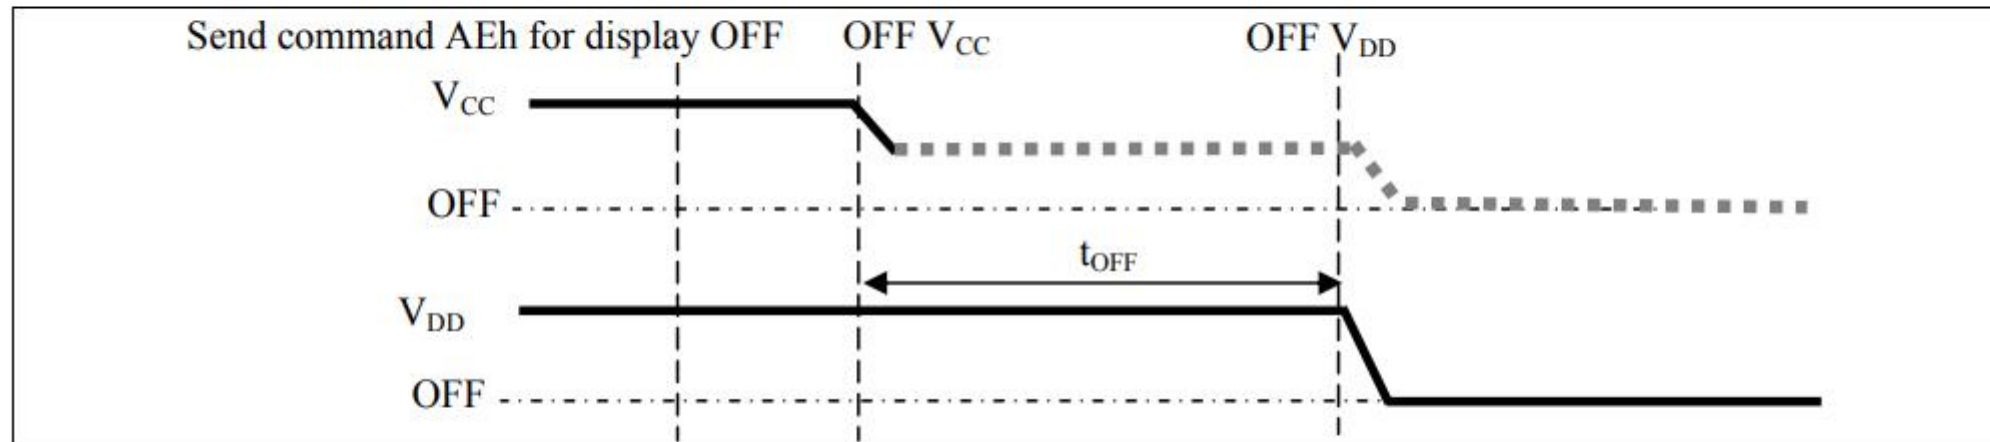 Send command AEh for display OFF OFF VCC OFF VDD
VCC
OFF
tOFF
VDD
OFF